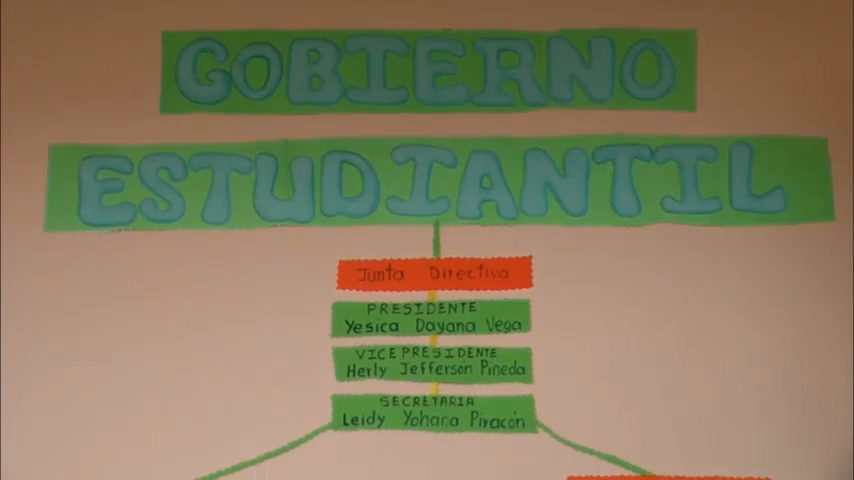 GOBIERNO
ESTUDIANTIL
Junta Directiva
PRESIDENTE
Yesica Dayana Vega
VICEPRESIDENTE
Herly Jefferson Pineda
SECRETARIA
Leidy Yohana Piracón